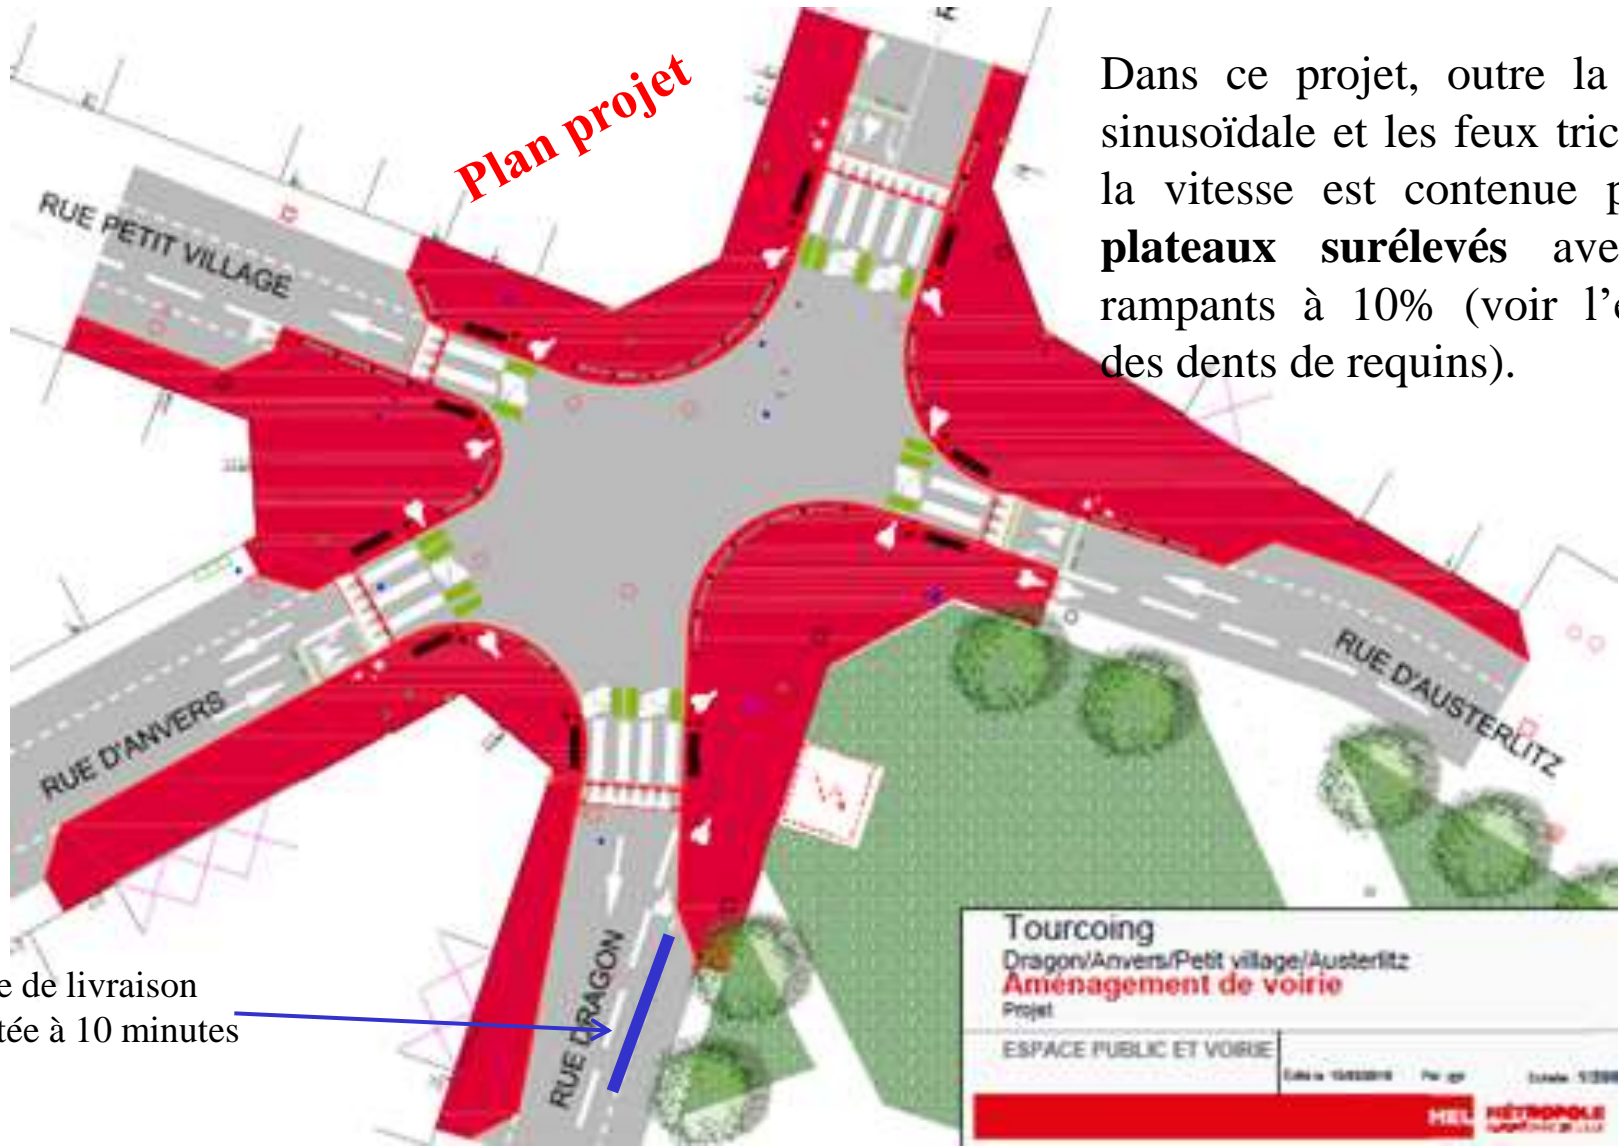 Plan projet
Dans ce projet, outre la
sinusoïdale et les feux tric
la vitesse est contenue p
plateaux surélevés ave
rampants à 10% (voir l’e
des dents de requins).
RUE PETIT VILLAGE
RUE D'ANVERS
RUE DRAGON
RUE D'AUSTERLITZ
e de livraison
tée à 10 minutes
Tourcoing
Dragon/Anvers/Petit village/Austerlitz
Aménagement de voirie
Projet
ESPACE PUBLIC ET VOIRIE
MEL MÉTROPOLE